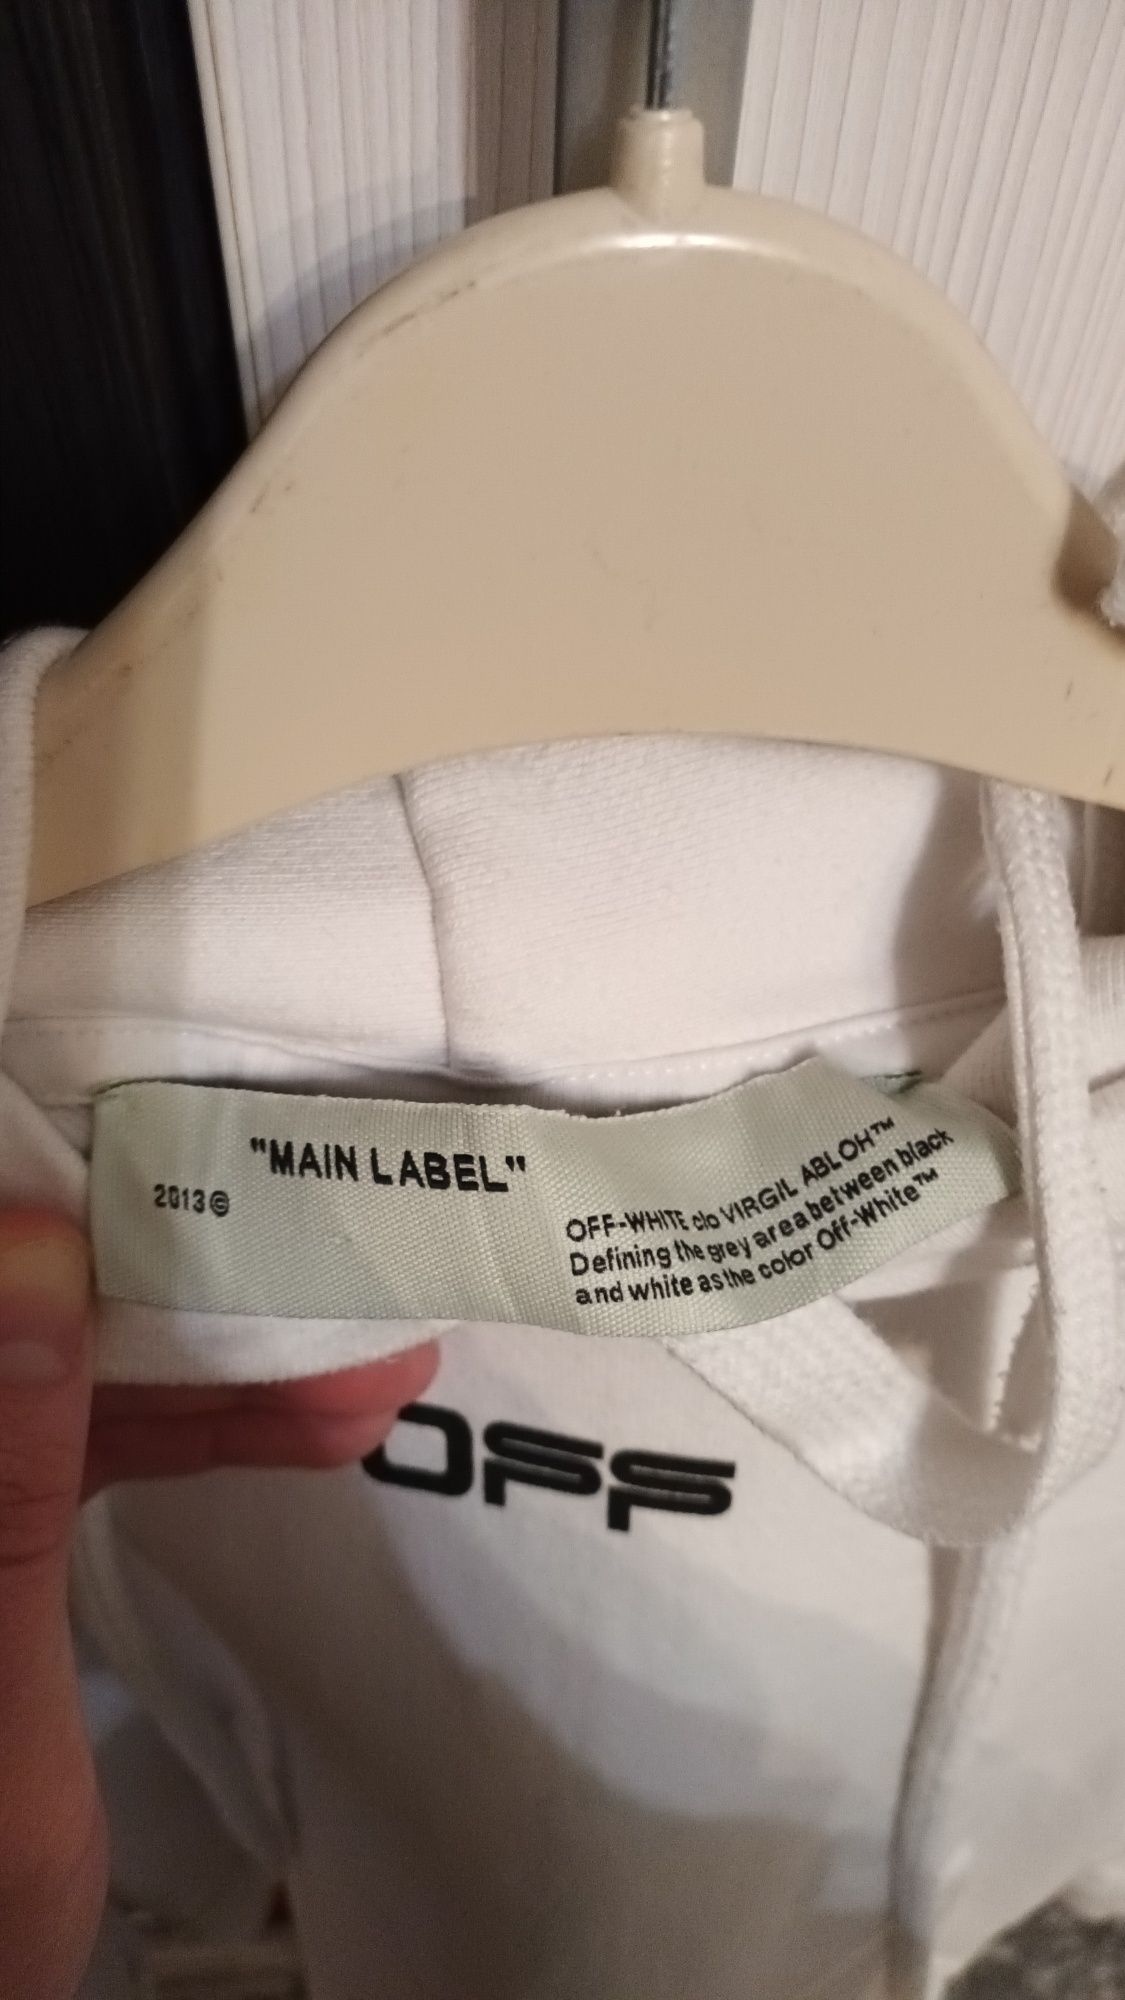 "MAIN LABEL"
2013©
OFF-WHITE c/o VIRGIL ABLOH™
Defining the grey area between black
and white as the color Off-White™
OFF